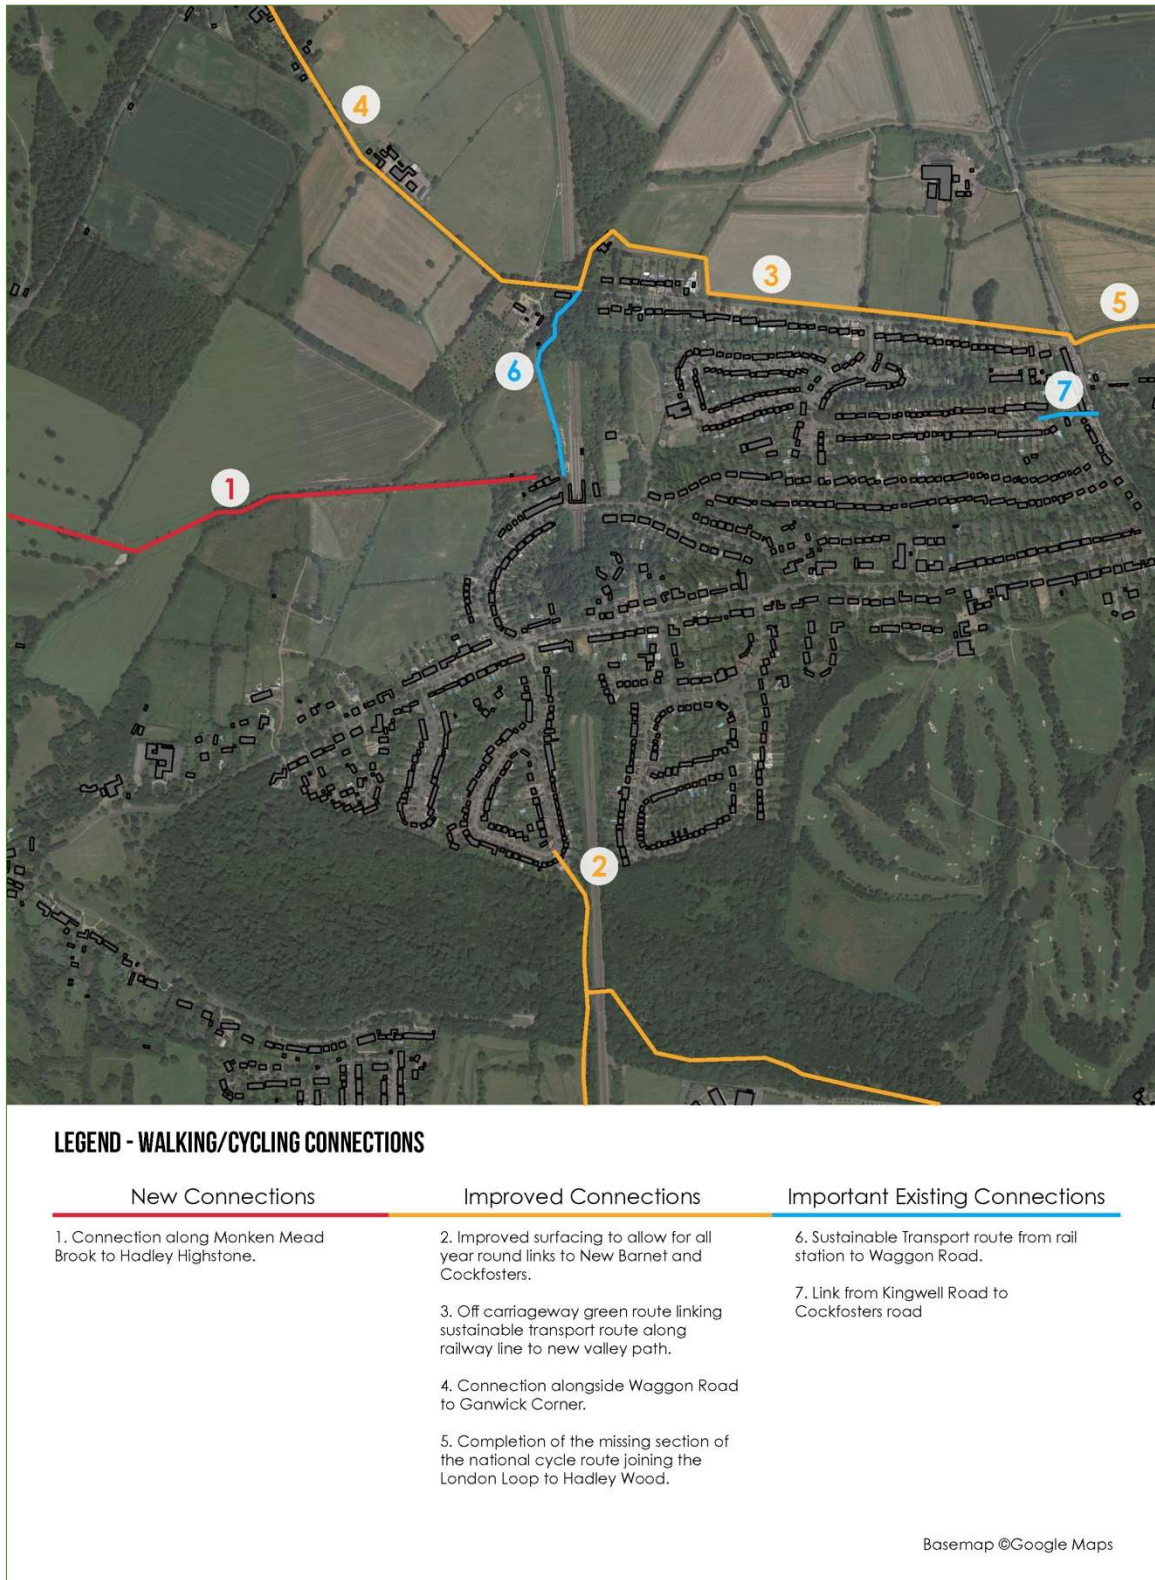 4
3
5
6
7
1
2
LEGEND - WALKING/CYCLING CONNECTIONS
New Connections
1. Connection along Monken Mead
Brook to Hadley Highstone.
Improved Connections
2. Improved surfacing to allow for all
year round links to New Barnet and
Cockfosters.
3. Off carriageway green route linking
sustainable transport route along
railway line to new valley path.
4. Connection alongside Waggon Road
to Ganwick Corner.
5. Completion of the missing section of
the national cycle route joining the
London Loop to Hadley Wood.
Important Existing Connections
6. Sustainable Transport route from rail
station to Waggon Road.
7. Link from Kingwell Road to
Cockfosters road
Basemap ©Google Maps